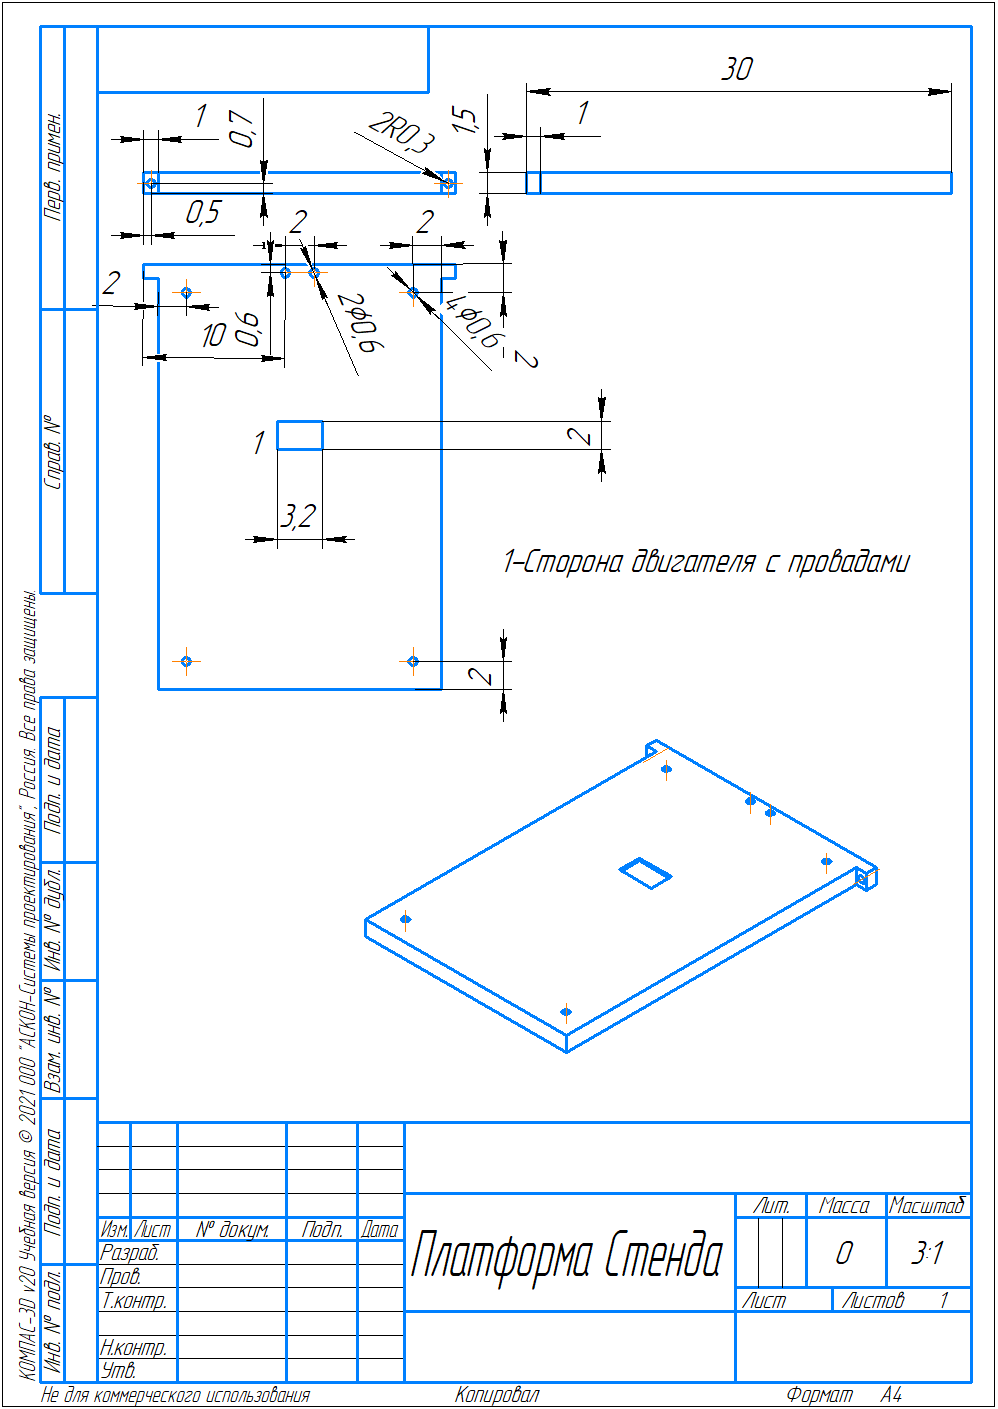 Перв. примен.
Справ. №
Подп. и дата
Инв. № дубл.
Взам. инв. №
Подп. и дата
Инв. № подл.
КОМПАС-3D v20 Учебная версия © 2021 ООО "АСКОН-Системы проектирования", Россия. Все права защищены.
1
0,7
2R0,3
1,5
30
1
0,5
2
2
2
10
0,6
2ϕ0,6
4ϕ0,6
2
1
2
3,2
1-Сторона двигателя с провадами
2
Изм. Лист № докум. Подп. Дата
Разраб.
Пров.
Т.контр.
Н.контр.
Утв.
Платформа Стенда
Лит. Масса Масштаб
0 3:1
Лист Листов 1
Не для коммерческого использования Копировал Формат A4